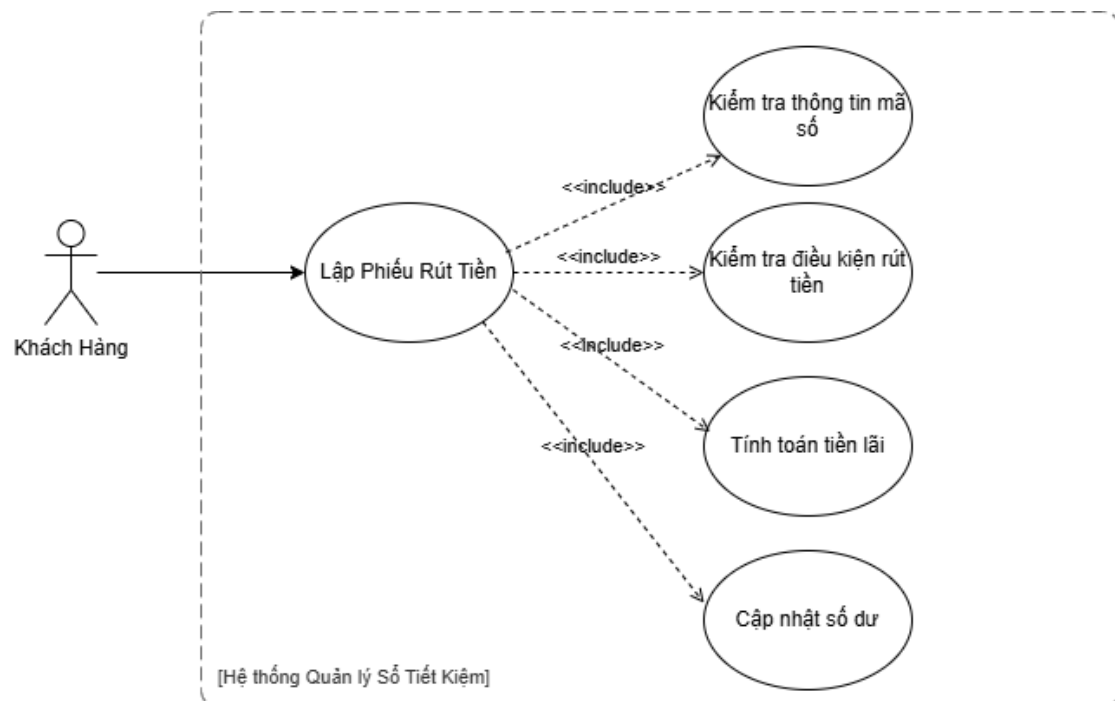 Kiểm tra thông tin mã
số
<<include>>
<<include>>
Lập Phiếu Rút Tiền
Kiểm tra điều kiện rút
tiền
Khách Hàng
<<Include>>
<<include>>
Tính toán tiền lãi
Cập nhật số dư
[Hệ thống Quản lý Sổ Tiết Kiệm]